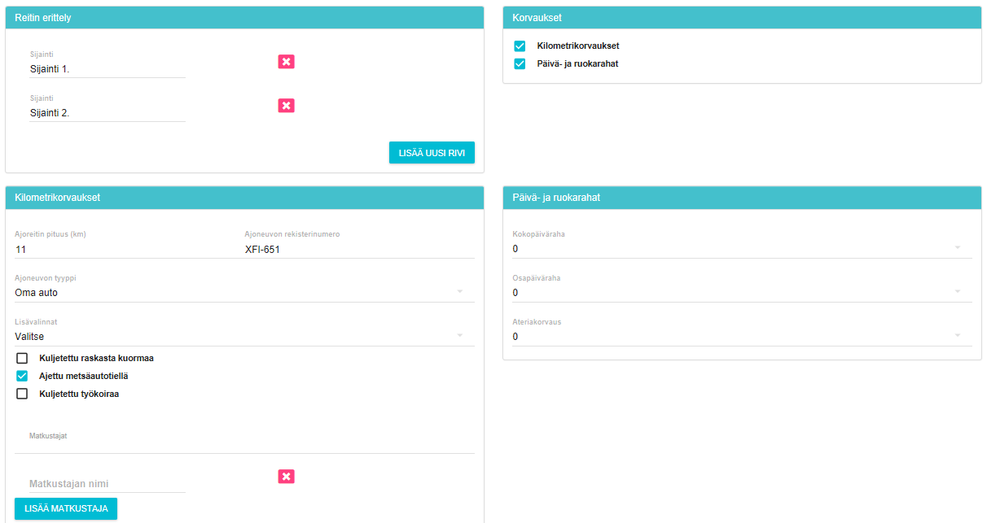 Reitin erittely
Sijainti
Sijainti 1.
Sijainti
Sijainti 2.
LISÄÄ UUSI RIVI
Korvaukset
Kilometrikorvaukset
Päivä- ja ruokarahat
Kilometrikorvaukset
Ajoreitin pituus (km)
11
Ajoneuvon rekisterinumero
XFI-651
Ajoneuvon tyyppi
Oma auto
Lisävalinnat
Valitse
Kuljetettu raskasta kuormaa
Ajettu metsäautotiellä
Kuljetettu työkoiraa
Matkustajat
Matkustajan nimi
LISÄÄ MATKUSTAJA
Päivä- ja ruokarahat
Kokopäiväraha
0
Osapäiväraha
0
Ateriakorvaus
0